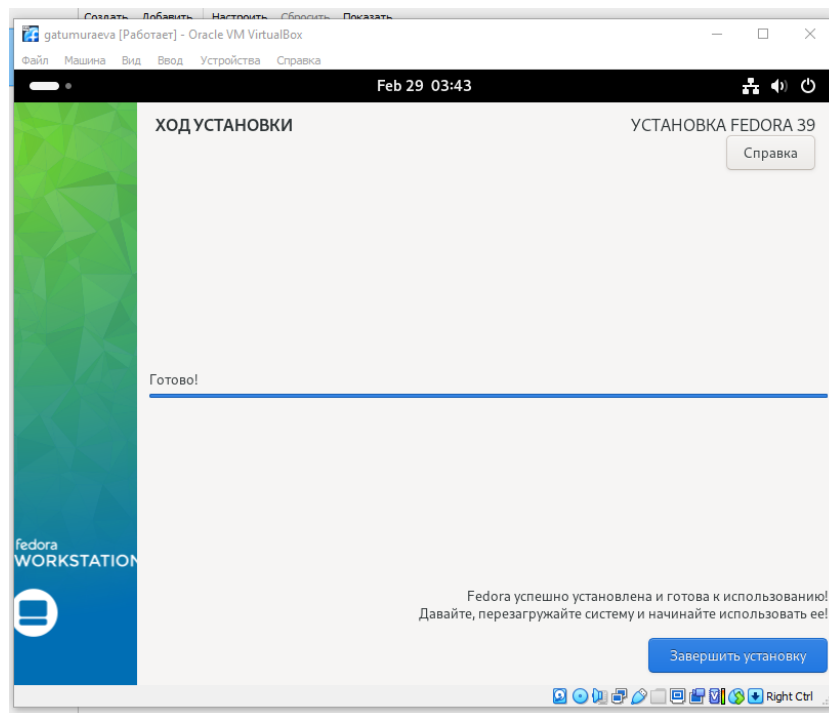 Создать Добавить Настроить Сбросить Показать
gatumuraeva [Работает] - Oracle VM VirtualBox
Файл Машина Вид Ввод Устройства Справка
Feb 29 03:43
ХОД УСТАНОВКИ
УСТАНОВКА FEDORA 39
Справка
Готово!
fedora
WORKSTATION
Fedora успешно установлена и готова к использованию!
Давайте, перезагружайте систему и начинайте использовать ее!
Завершить установку
Right Ctrl